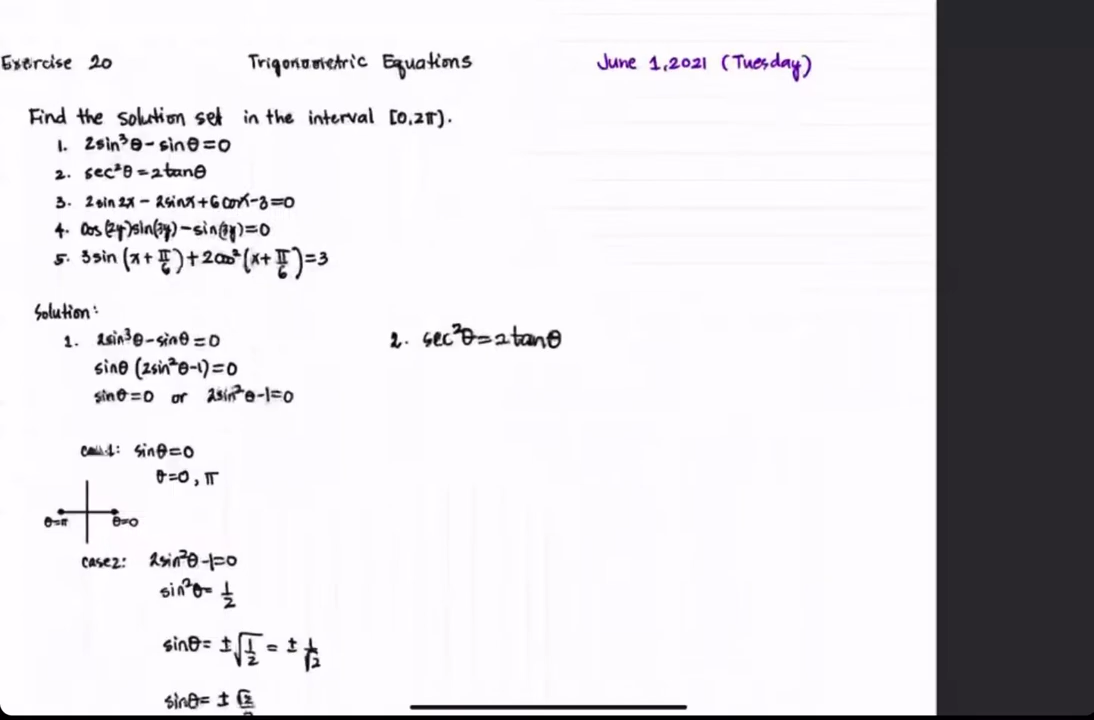 Exercise 20 Trigonometric Equations June 1, 2021 (Tuesday)
Find the solution set in the interval [0,2π).
1. 2sin³θ-sinθ=0
2. sec²θ=2tanθ
3. 2sin2x - 2sinx+6cosx-3=0
4. cos(2y)sin(3y)-sin(3y)=0
5. 3sin(x+π/6)+2cos²(x+π/6)=3
Solution:
1. 2sin³θ-sinθ=0
sinθ(2sin²θ-1)=0
sinθ=0 or 2sin²θ-1=0
case1: sinθ=0
θ=0, π
θ=π θ=0
case2: 2sin²θ-1=0
sin²θ=1/2
sinθ=±√(1/2)=±1/√2
sinθ=±√2
2. sec²θ=2tanθ